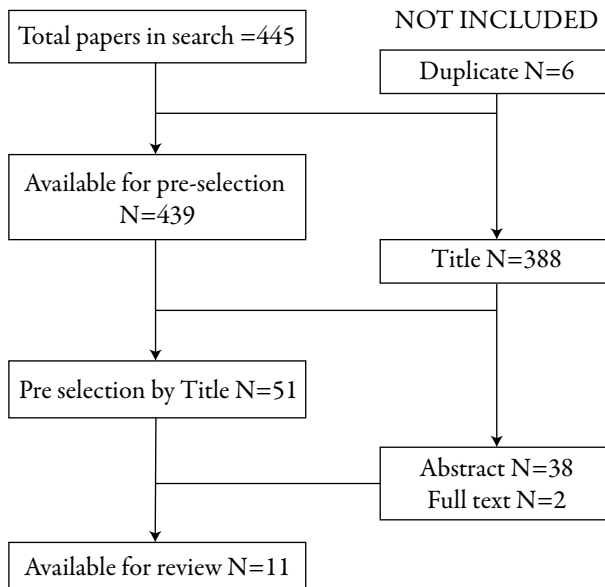 Total papers in search =445
NOT INCLUDED
Duplicate N=6
Available for pre-selection
N=439
Title N=388
Pre selection by Title N=51
Abstract N=38
Full text N=2
Available for review N=11